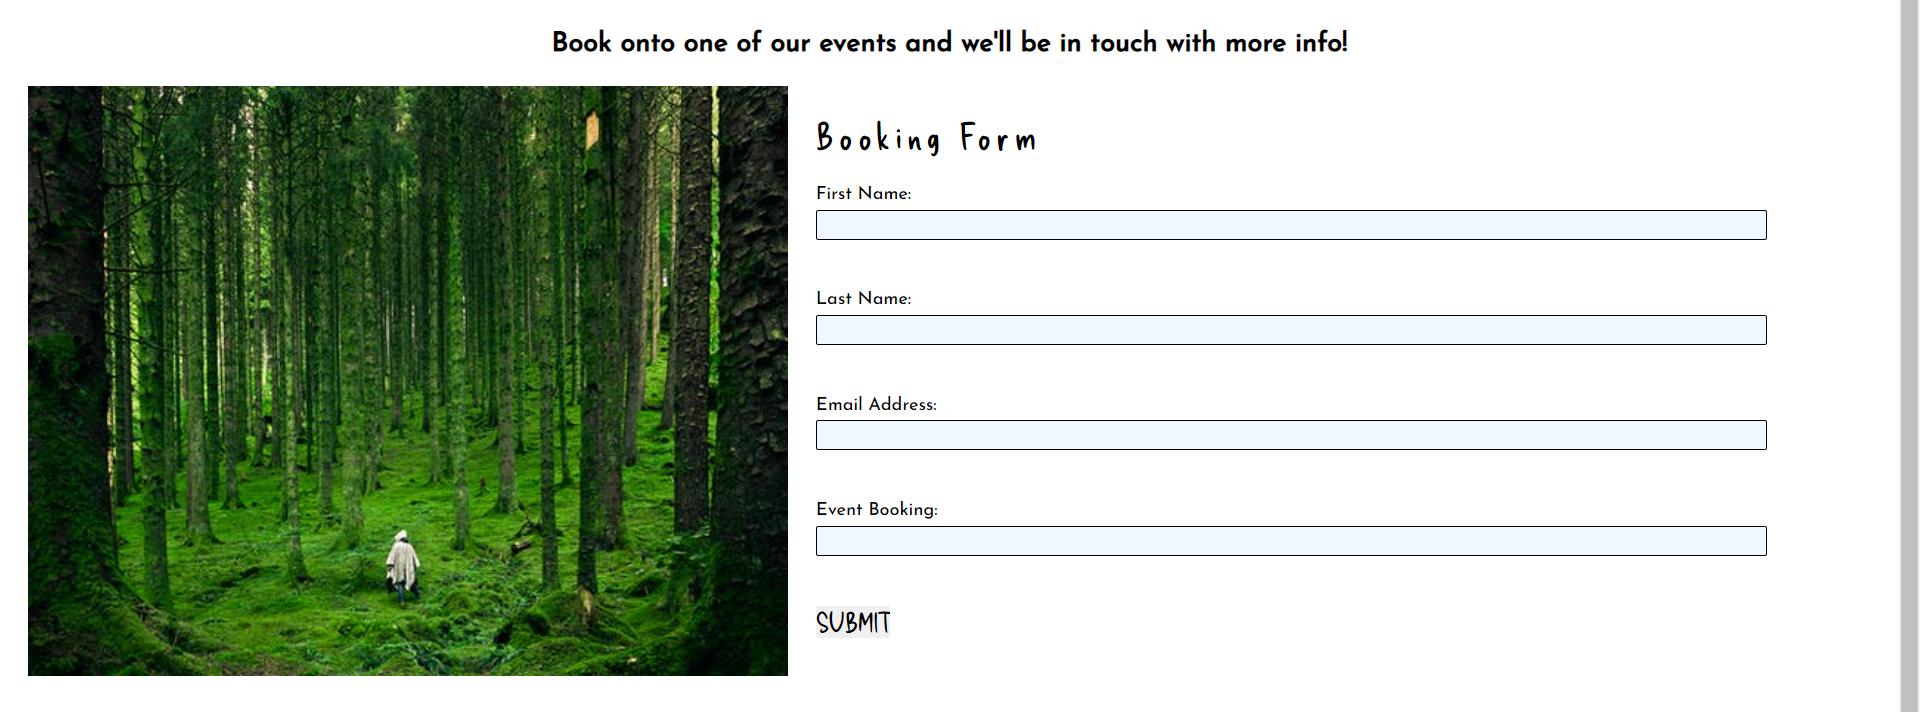 Book onto one of our events and we'll be in touch with more info!
Booking Form
First Name:
Last Name:
Email Address:
Event Booking:
SUBMIT